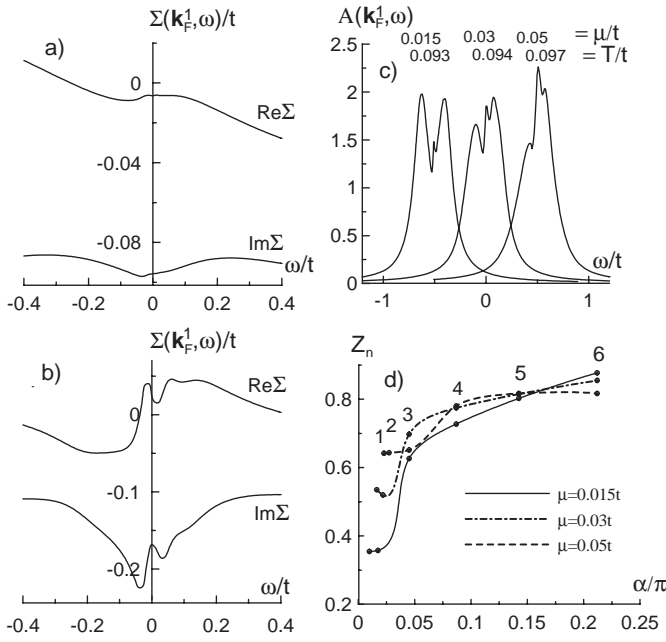 Σ(k_F^1,ω)/t
a)
0
ReΣ
-0.04
-0.08
ImΣ
ω/t
-0.4 -0.2 0 0.2 0.4
A(k_F^1,ω)
0.015 0.03 0.05 = μ/t
0.093 0.094 0.097 = T/t
2.5
c)
2
1.5
1
0.5
0
ω/t
-1 0 1
Σ(k_F^1,ω)/t
b)
ReΣ
0
-0.1
ImΣ
-0.2
ω/t
-0.4 -0.2 0 0.2 0.4
Z_n
d)
0.8
0.6
0.4
0.2
1 2 3 4 5 6
μ=0.015t
μ=0.03t
μ=0.05t
α/π
0 0.05 0.1 0.15 0.2 0.25